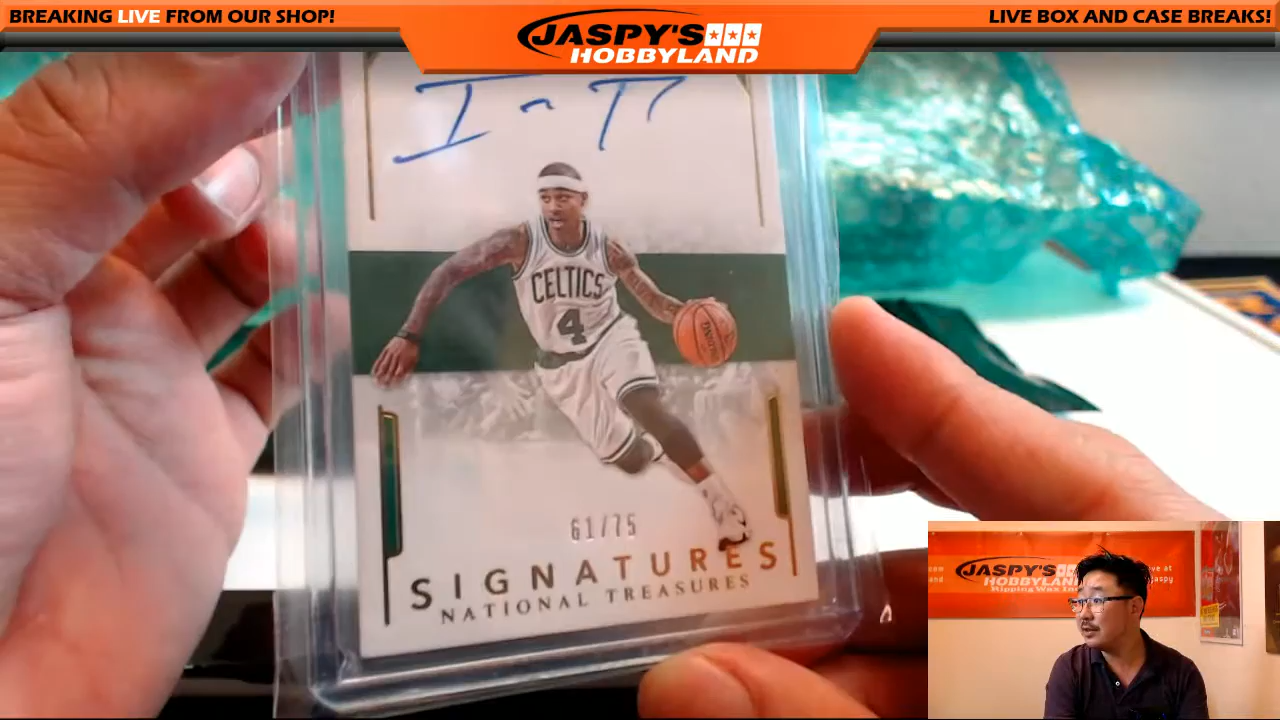 BREAKING LIVE FROM OUR SHOP!
JASPY'S
HOBBYLAND
LIVE BOX AND CASE BREAKS!
CELTICS
4
SPALDING
61/75
SIGNATURES
NATIONAL TREASURES
JASPY'S
HOBBYLAND